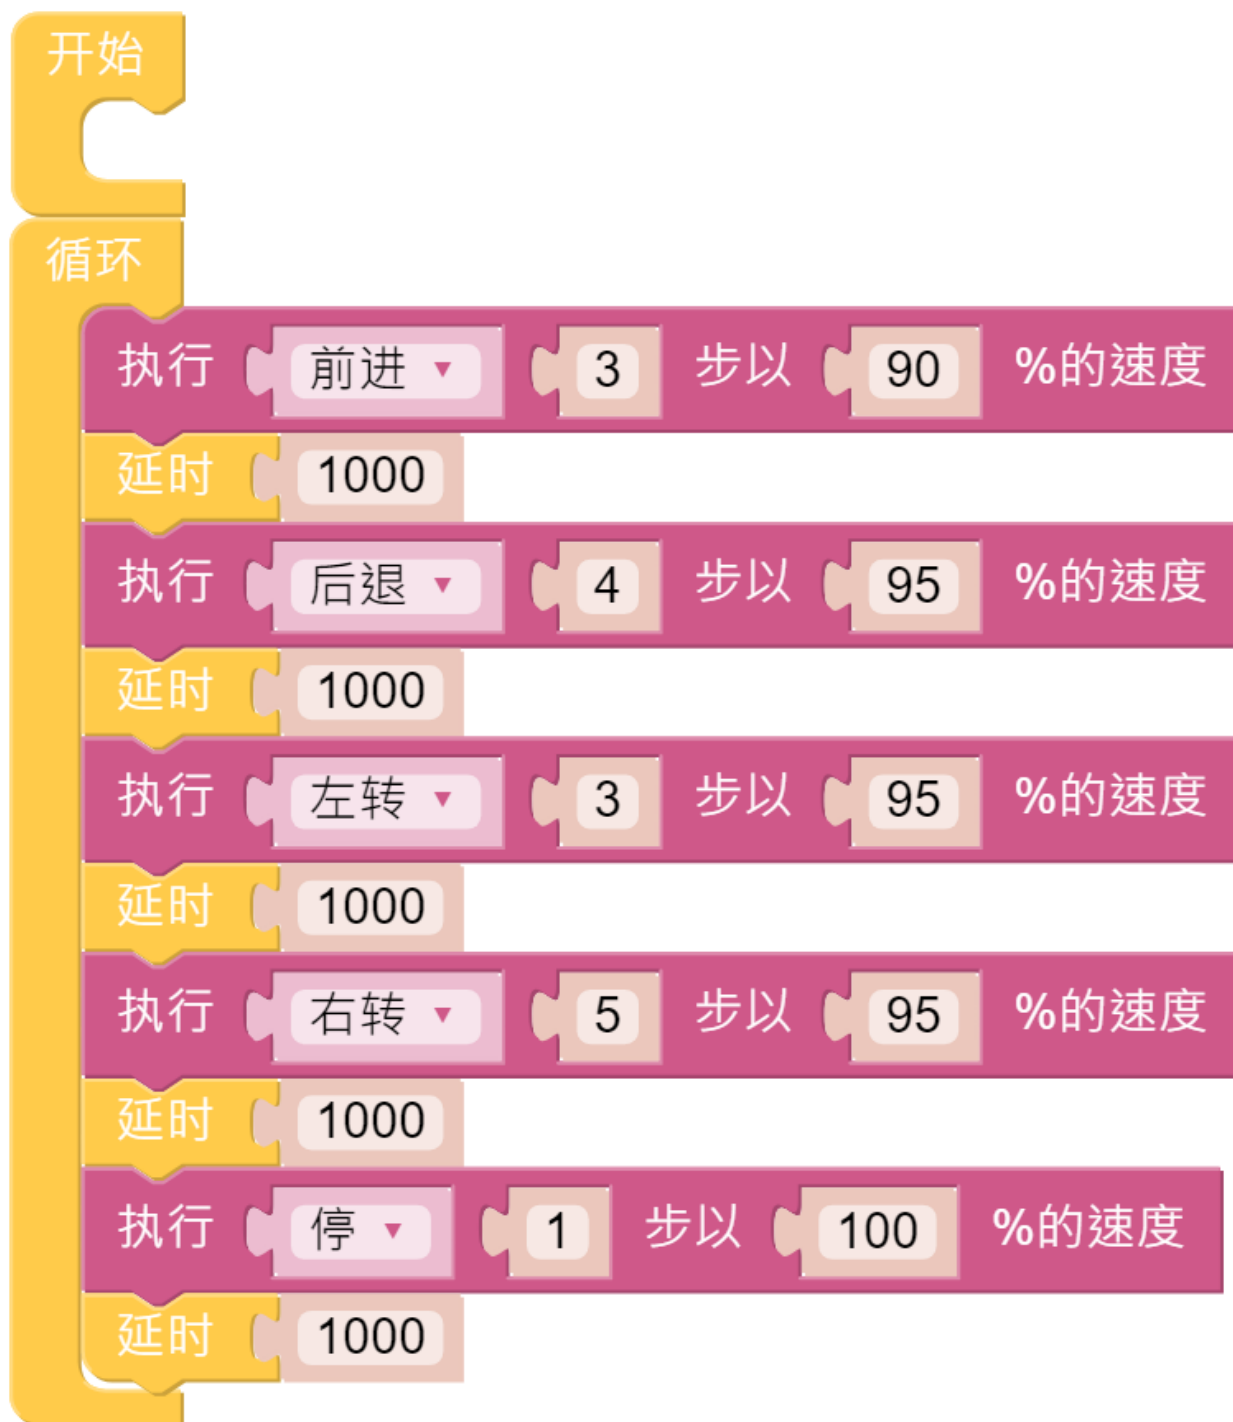 开始
循环
执行 前进 3 步以 90 %的速度
延时 1000
执行 后退 4 步以 95 %的速度
延时 1000
执行 左转 3 步以 95 %的速度
延时 1000
执行 右转 5 步以 95 %的速度
延时 1000
执行 停 1 步以 100 %的速度
延时 1000